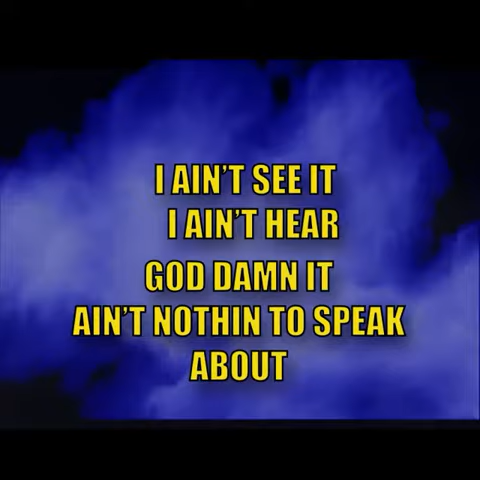 I AIN'T SEE IT
I AIN'T HEAR
GOD DAMN IT
AIN'T NOTHIN TO SPEAK
ABOUT